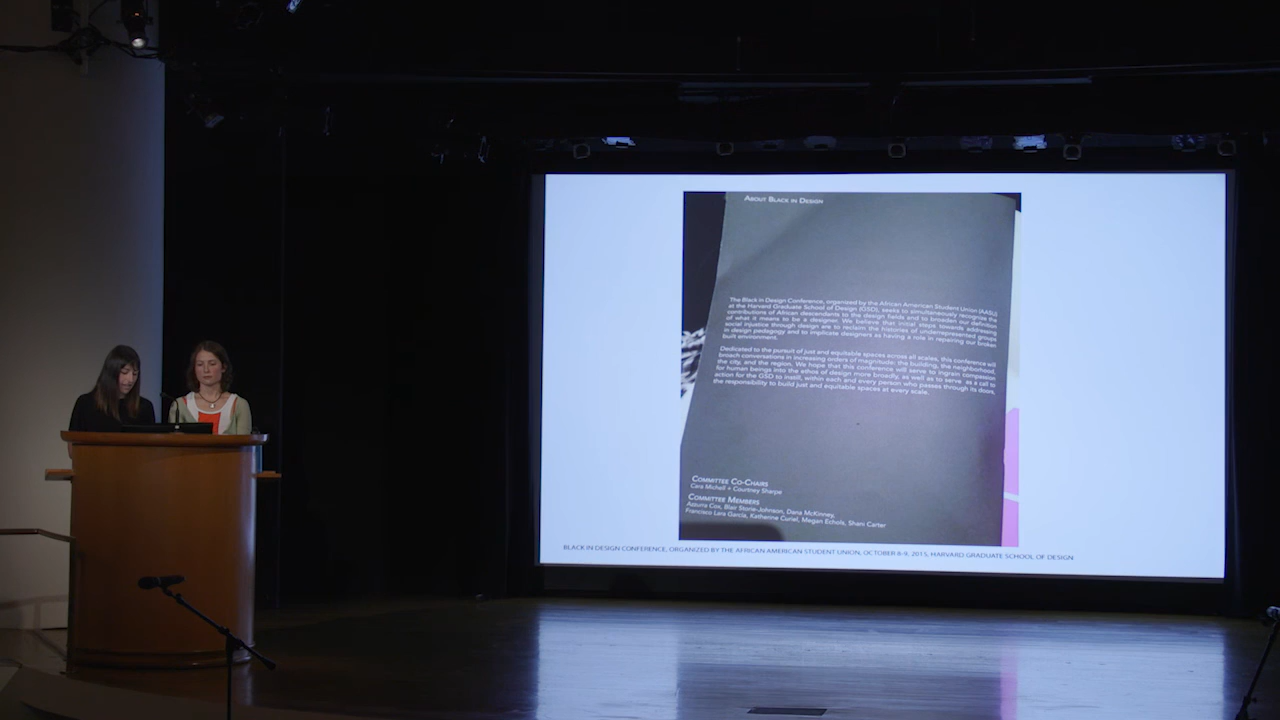 ABOUT BLACK IN DESIGN
The Black in Design Conference, organized by the African American Student Union (AASU)
at the Harvard Graduate School of Design (GSD), seeks to simultaneously recognize the
contributions of African descendants to the design fields and to broaden our definition
of what it means to be a designer. We believe that initial steps towards addressing
social injustice through design are to reclaim the histories of underrepresented groups
in design pedagogy and to implicate designers as having a role in repairing our broken
built environment.
Dedicated to the pursuit of just and equitable spaces across all scales, this conference will
broach conversations in increasing orders of magnitude: the building, the neighborhood,
the city, and the region. We hope that this conference will serve to ingrain compassion
for human beings into the ethos of design more broadly, as well as to serve as a call to
action for the GSD to instill, within each and every person who passes through its doors,
the responsibility to build just and equitable spaces at every scale.
COMMITTEE CO-CHAIRS
Cara Michell + Courtney Sharpe
COMMITTEE MEMBERS
Azzurra Cox, Blair Storie-Johnson, Dana McKinney,
Francisco Lara García, Katherine Curiel, Megan Echols, Shani Carter
BLACK IN DESIGN CONFERENCE, ORGANIZED BY THE AFRICAN AMERICAN STUDENT UNION, OCTOBER 8-9, 2015, HARVARD GRADUATE SCHOOL OF DESIGN